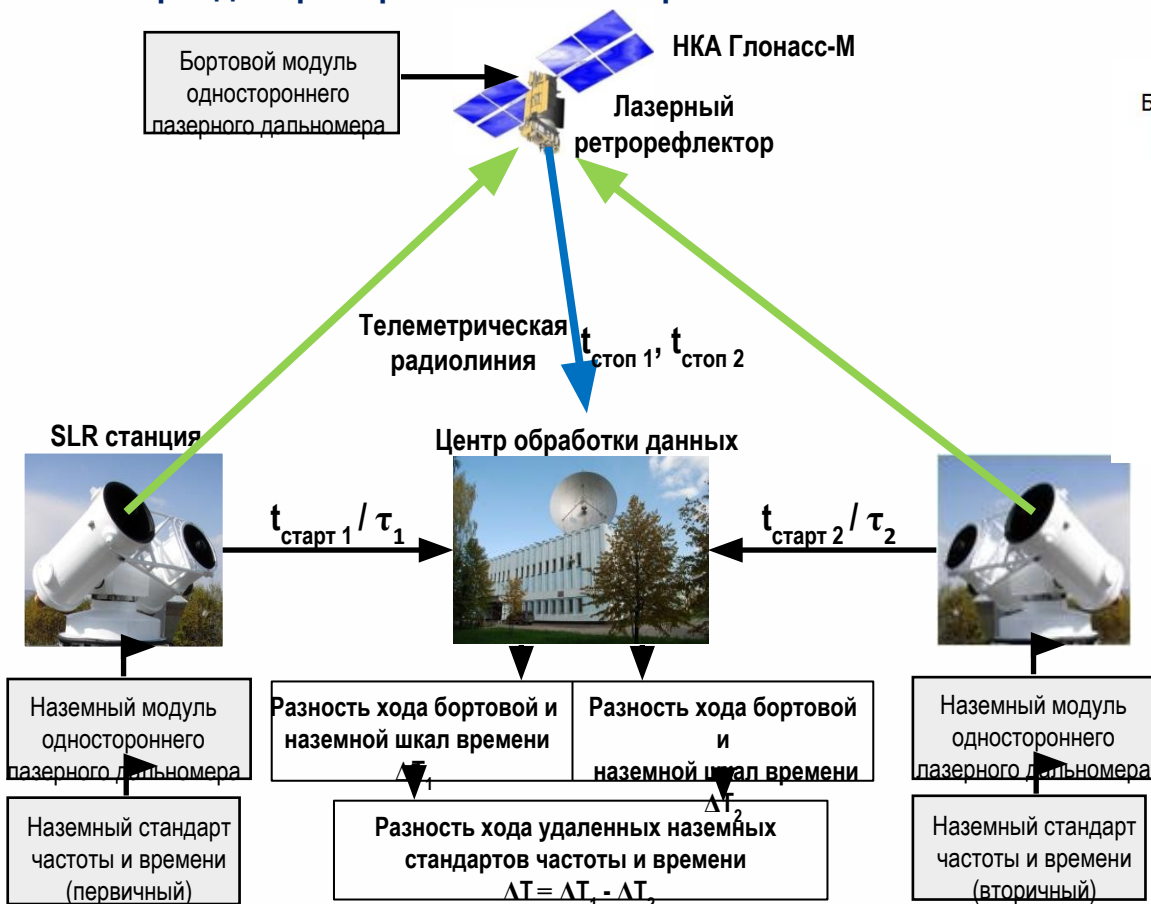 Бортовой модуль
одностороннего
лазерного дальномера
НКА Глонасс-М
Лазерный
ретрорефлектор
Б
Телеметрическая
радиолиния
tстоп 1, tстоп 2
SLR станция
Центр обработки данных
tстарт 1 / τ1
tстарт 2 / τ2
Наземный модуль
одностороннего
лазерного дальномера
Наземный стандарт
частоты и времени
(первичный)
Разность хода бортовой и
наземной шкал времени
ΔT1
Разность хода бортовой
и
наземной шкал времени
ΔT2
Разность хода удаленных наземных
стандартов частоты и времени
ΔT = ΔT1 - ΔT2
Наземный модуль
одностороннего
лазерного дальномера
Наземный стандарт
частоты и времени
(вторичный)